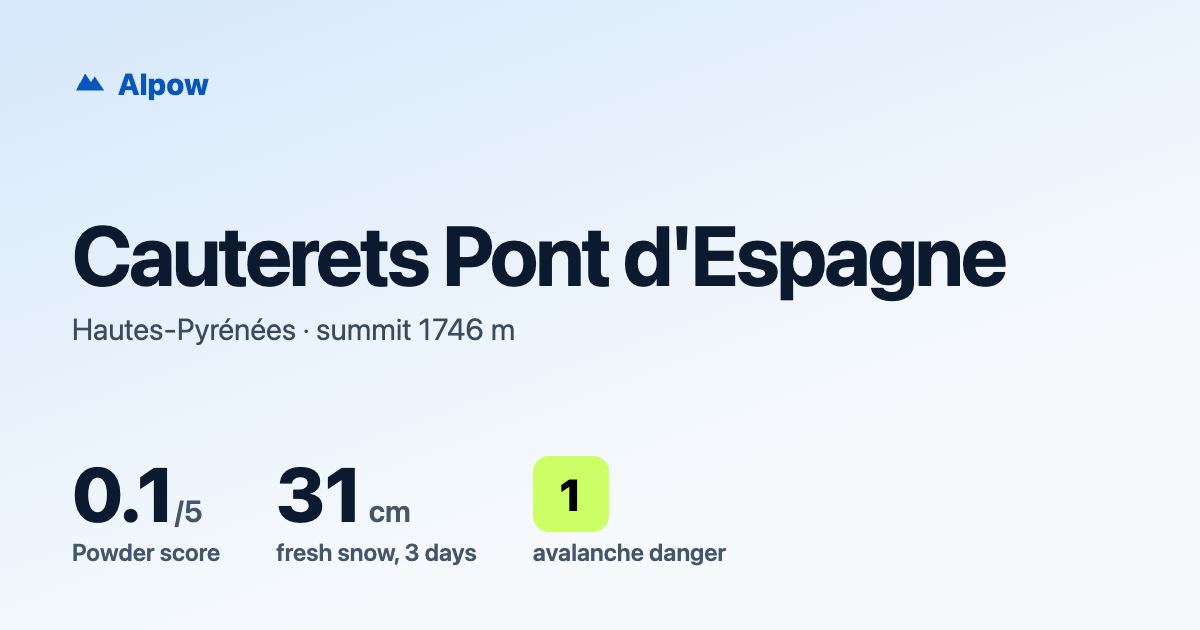 Alpow
Cauterets Pont d'Espagne
Hautes-Pyrénées · summit 1746 m
0.1/5 31 cm 1
Powder score fresh snow, 3 days avalanche danger